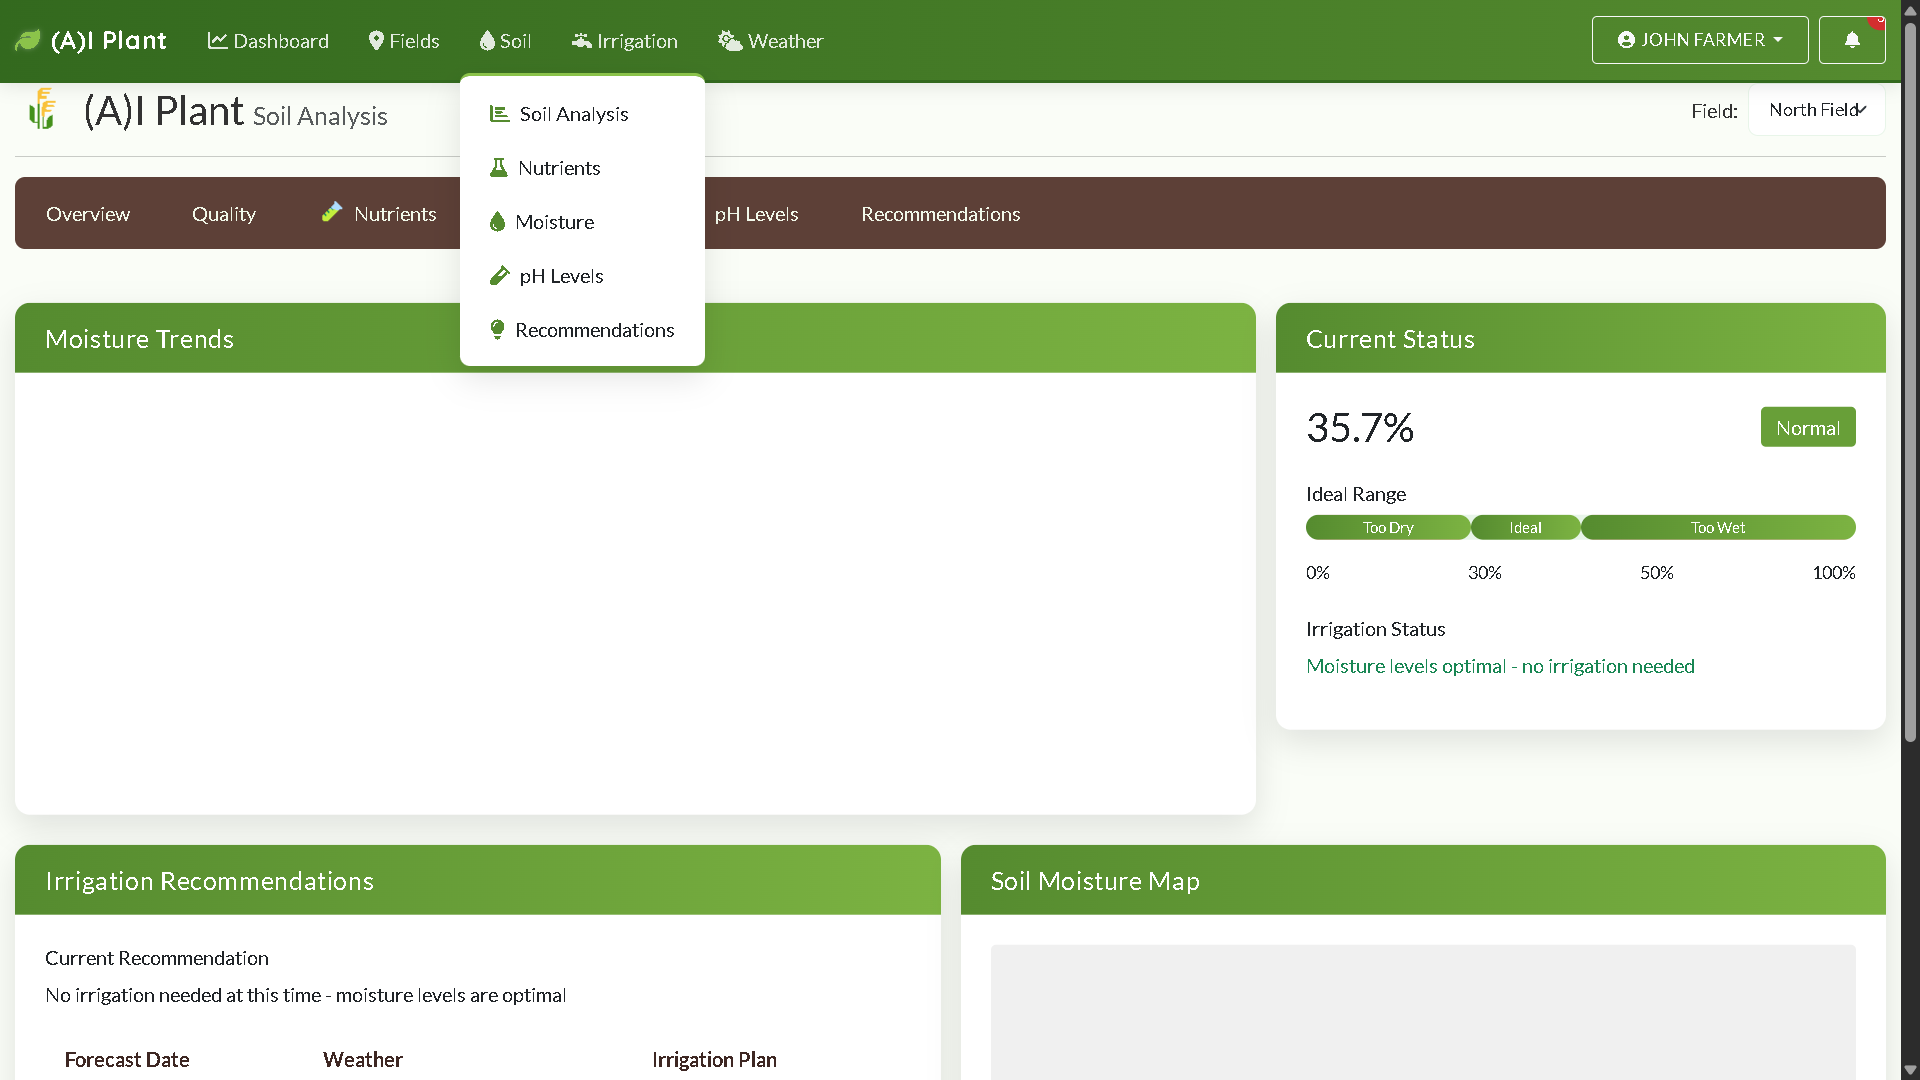 (A)I Plant
Dashboard
Fields
Soil
Irrigation
Weather
JOHN FARMER
(A)I Plant Soil Analysis
Field:
North Field
Soil Analysis
Nutrients
Moisture
pH Levels
Recommendations
Overview
Quality
Nutrients
pH Levels
Recommendations
Moisture Trends
Current Status
35.7%
Normal
Ideal Range
Too Dry
Ideal
Too Wet
0%
30%
50%
100%
Irrigation Status
Moisture levels optimal - no irrigation needed
Irrigation Recommendations
Current Recommendation
No irrigation needed at this time - moisture levels are optimal
Forecast Date
Weather
Irrigation Plan
Soil Moisture Map